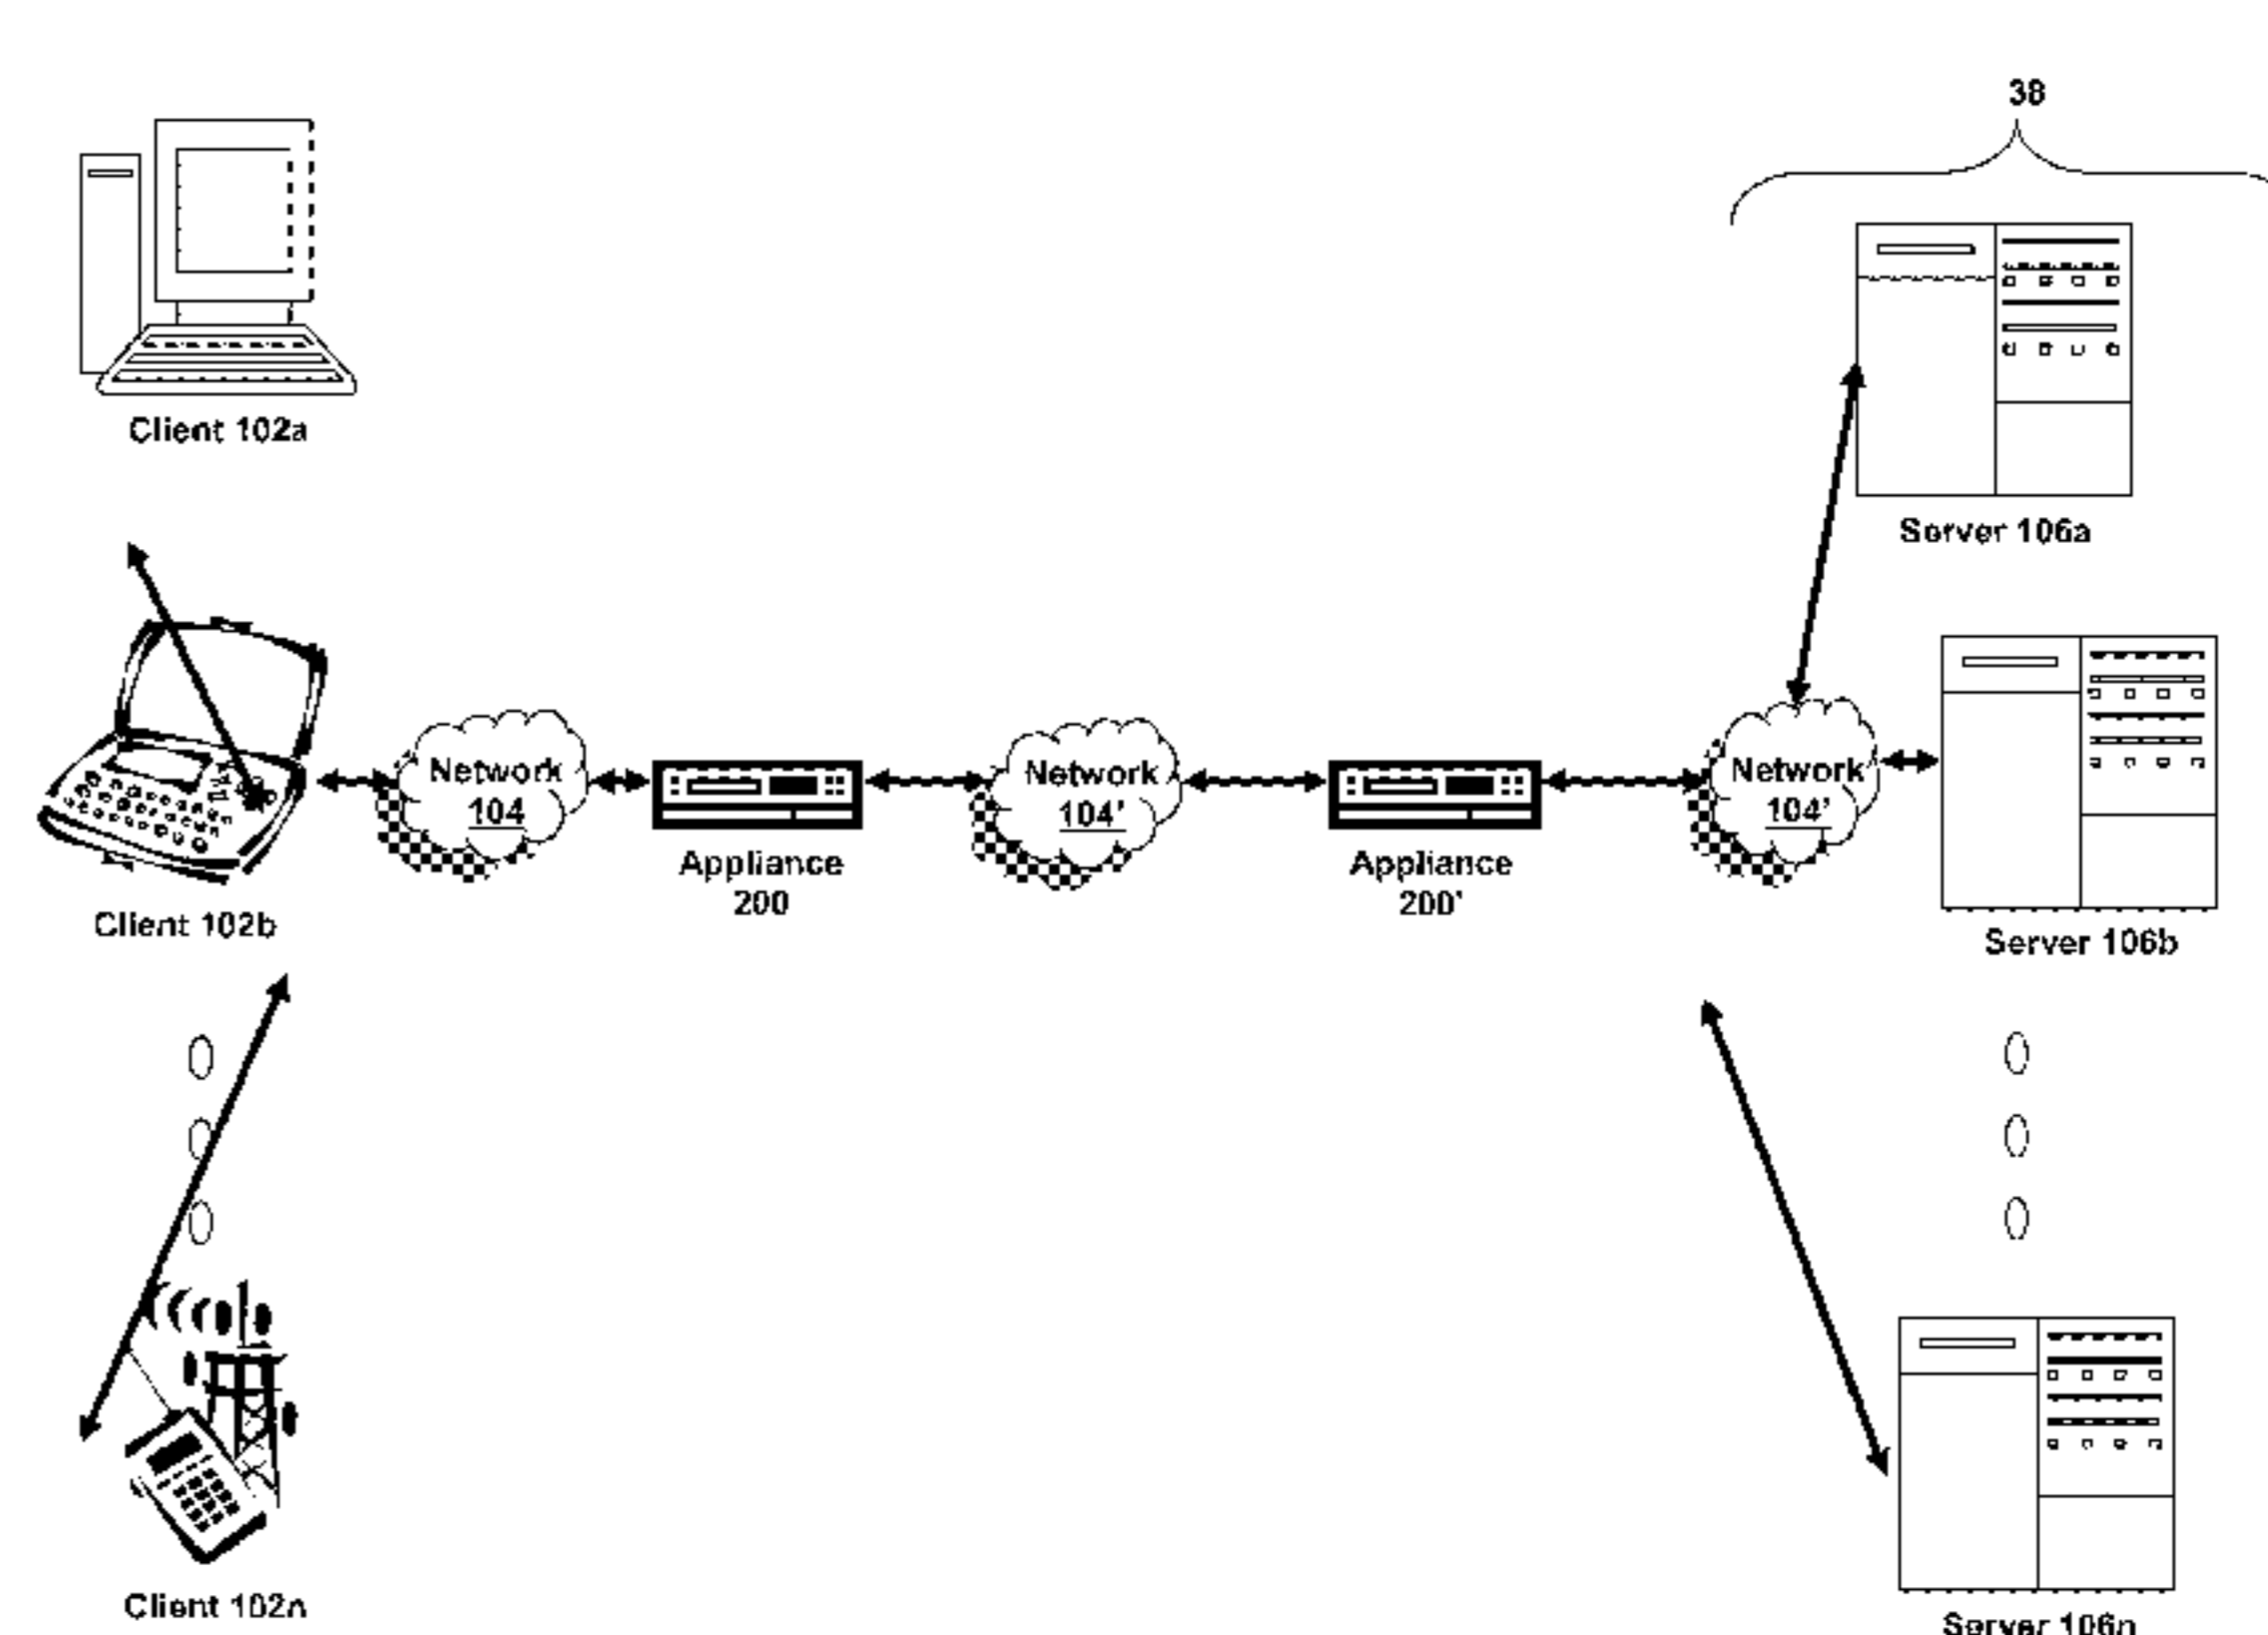 38
Client 102a
Server 106a
Network
104
Network
104'
Network
104'
Appliance
200
Appliance
200'
Client 102b
Server 106b
Client 102n
Server 106n